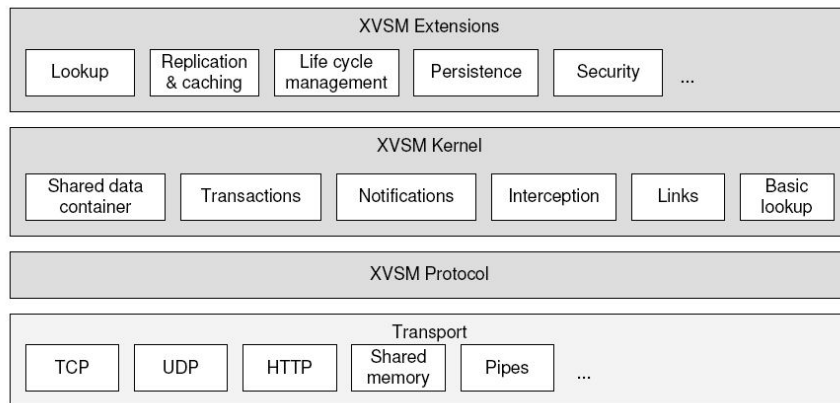 XVSM Extensions
Lookup
Replication
& caching
Life cycle
management
Persistence
Security
...
XVSM Kernel
Shared data
container
Transactions
Notifications
Interception
Links
Basic
lookup
XVSM Protocol
Transport
TCP
UDP
HTTP
Shared
memory
Pipes
...